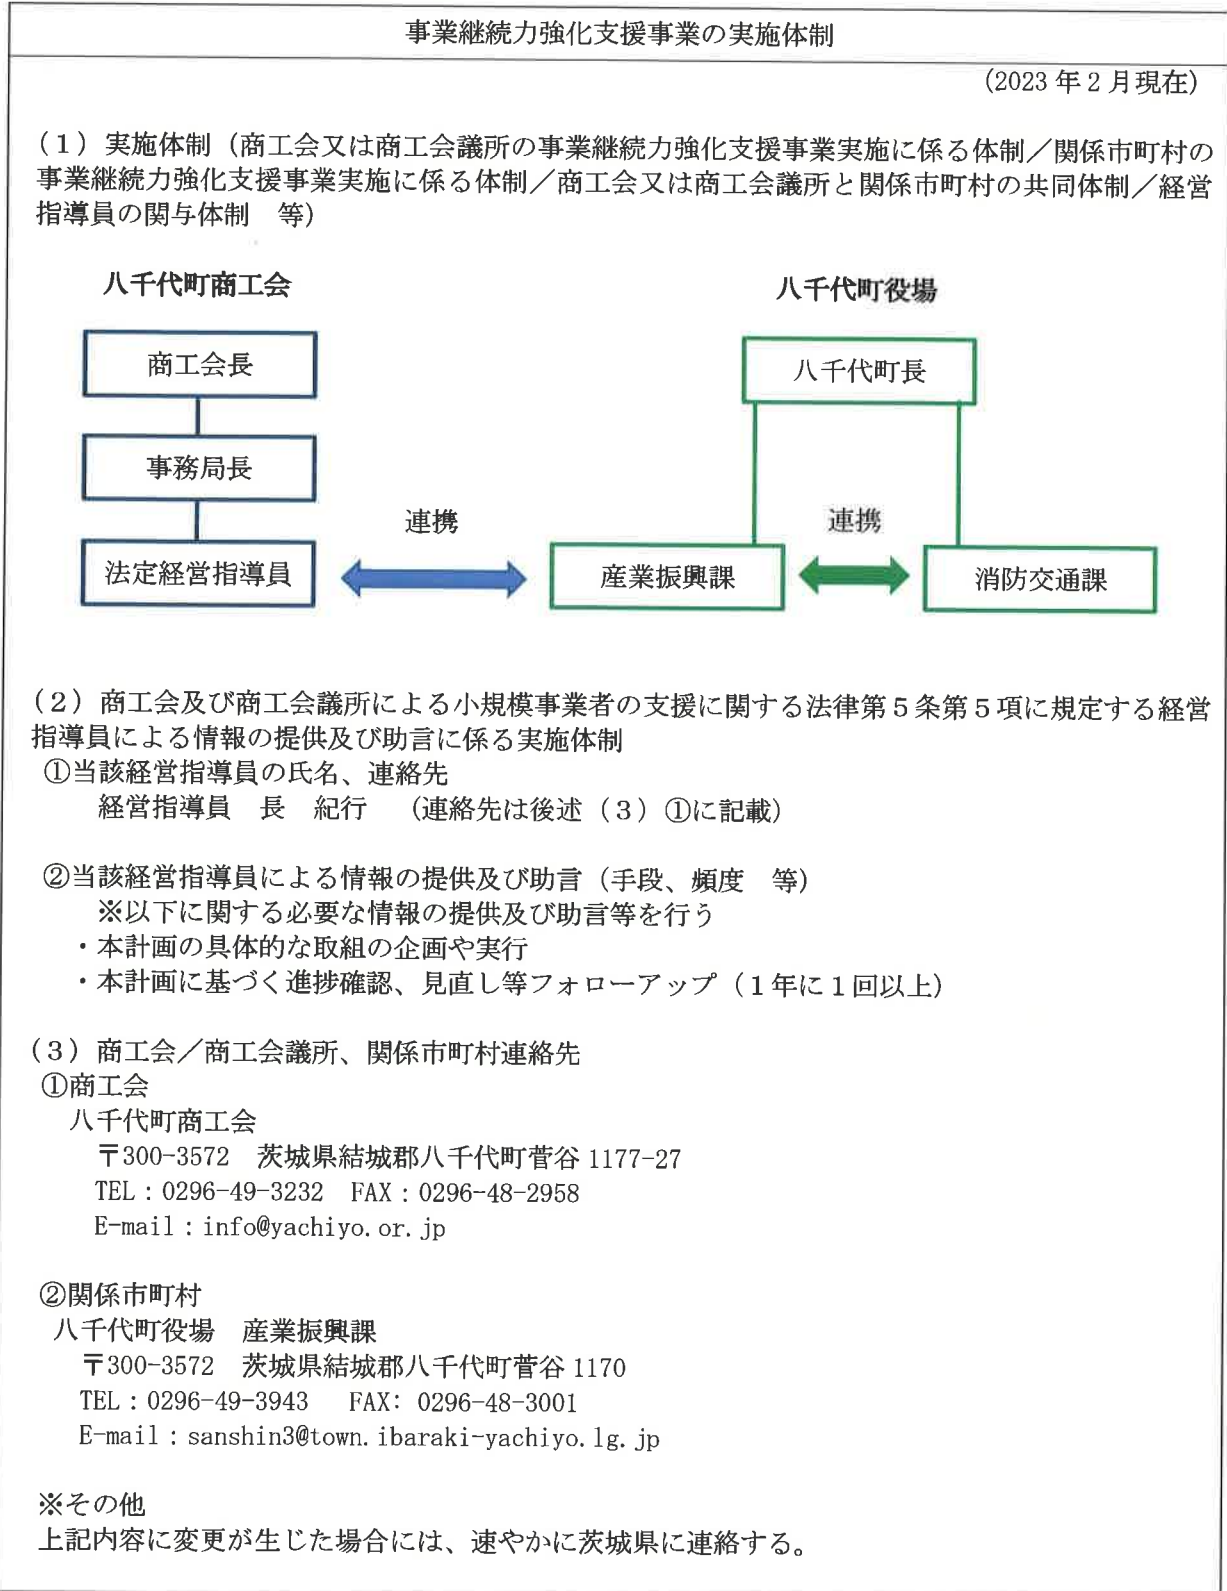 事業継続力強化支援事業の実施体制
（2023年2月現在）
（１）実施体制（商工会又は商工会議所の事業継続力強化支援事業実施に係る体制／関係市町村の
事業継続力強化支援事業実施に係る体制／商工会又は商工会議所と関係市町村の共同体制／経営
指導員の関与体制　等）
八千代町商工会
八千代町役場
商工会長
八千代町長
事務局長
連携
連携
法定経営指導員
産業振興課
消防交通課
（２）商工会及び商工会議所による小規模事業者の支援に関する法律第５条第５項に規定する経営
指導員による情報の提供及び助言に係る実施体制
①当該経営指導員の氏名、連絡先
経営指導員　長　紀行　（連絡先は後述（３）①に記載）
②当該経営指導員による情報の提供及び助言（手段、頻度　等）
※以下に関する必要な情報の提供及び助言等を行う
・本計画の具体的な取組の企画や実行
・本計画に基づく進捗確認、見直し等フォローアップ（１年に１回以上）
（３）商工会／商工会議所、関係市町村連絡先
①商工会
八千代町商工会
〒300-3572　茨城県結城郡八千代町菅谷1177-27
TEL：0296-49-3232　FAX：0296-48-2958
E-mail：info@yachiyo.or.jp
②関係市町村
八千代町役場　産業振興課
〒300-3572　茨城県結城郡八千代町菅谷1170
TEL：0296-49-3943　FAX: 0296-48-3001
E-mail：sanshin3@town.ibaraki-yachiyo.lg.jp
※その他
上記内容に変更が生じた場合には、速やかに茨城県に連絡する。